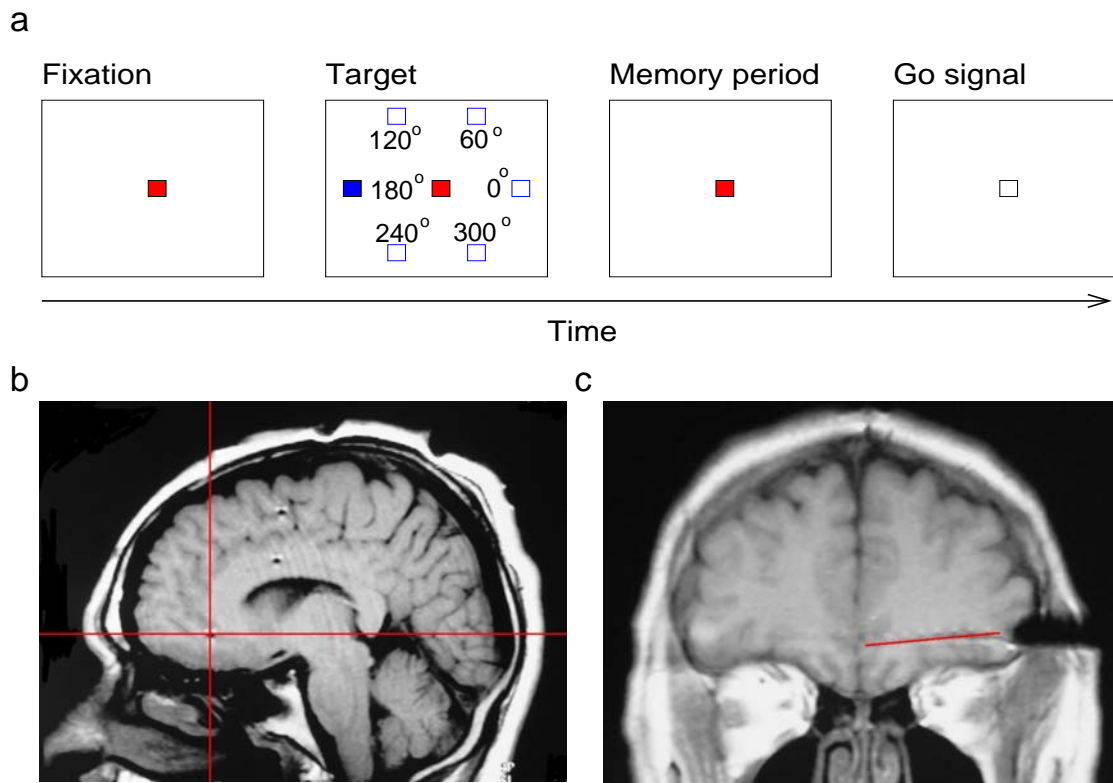 a
Fixation
Target
Memory period
Go signal
120° 60°
180° 0°
240° 300°
Time
b
c